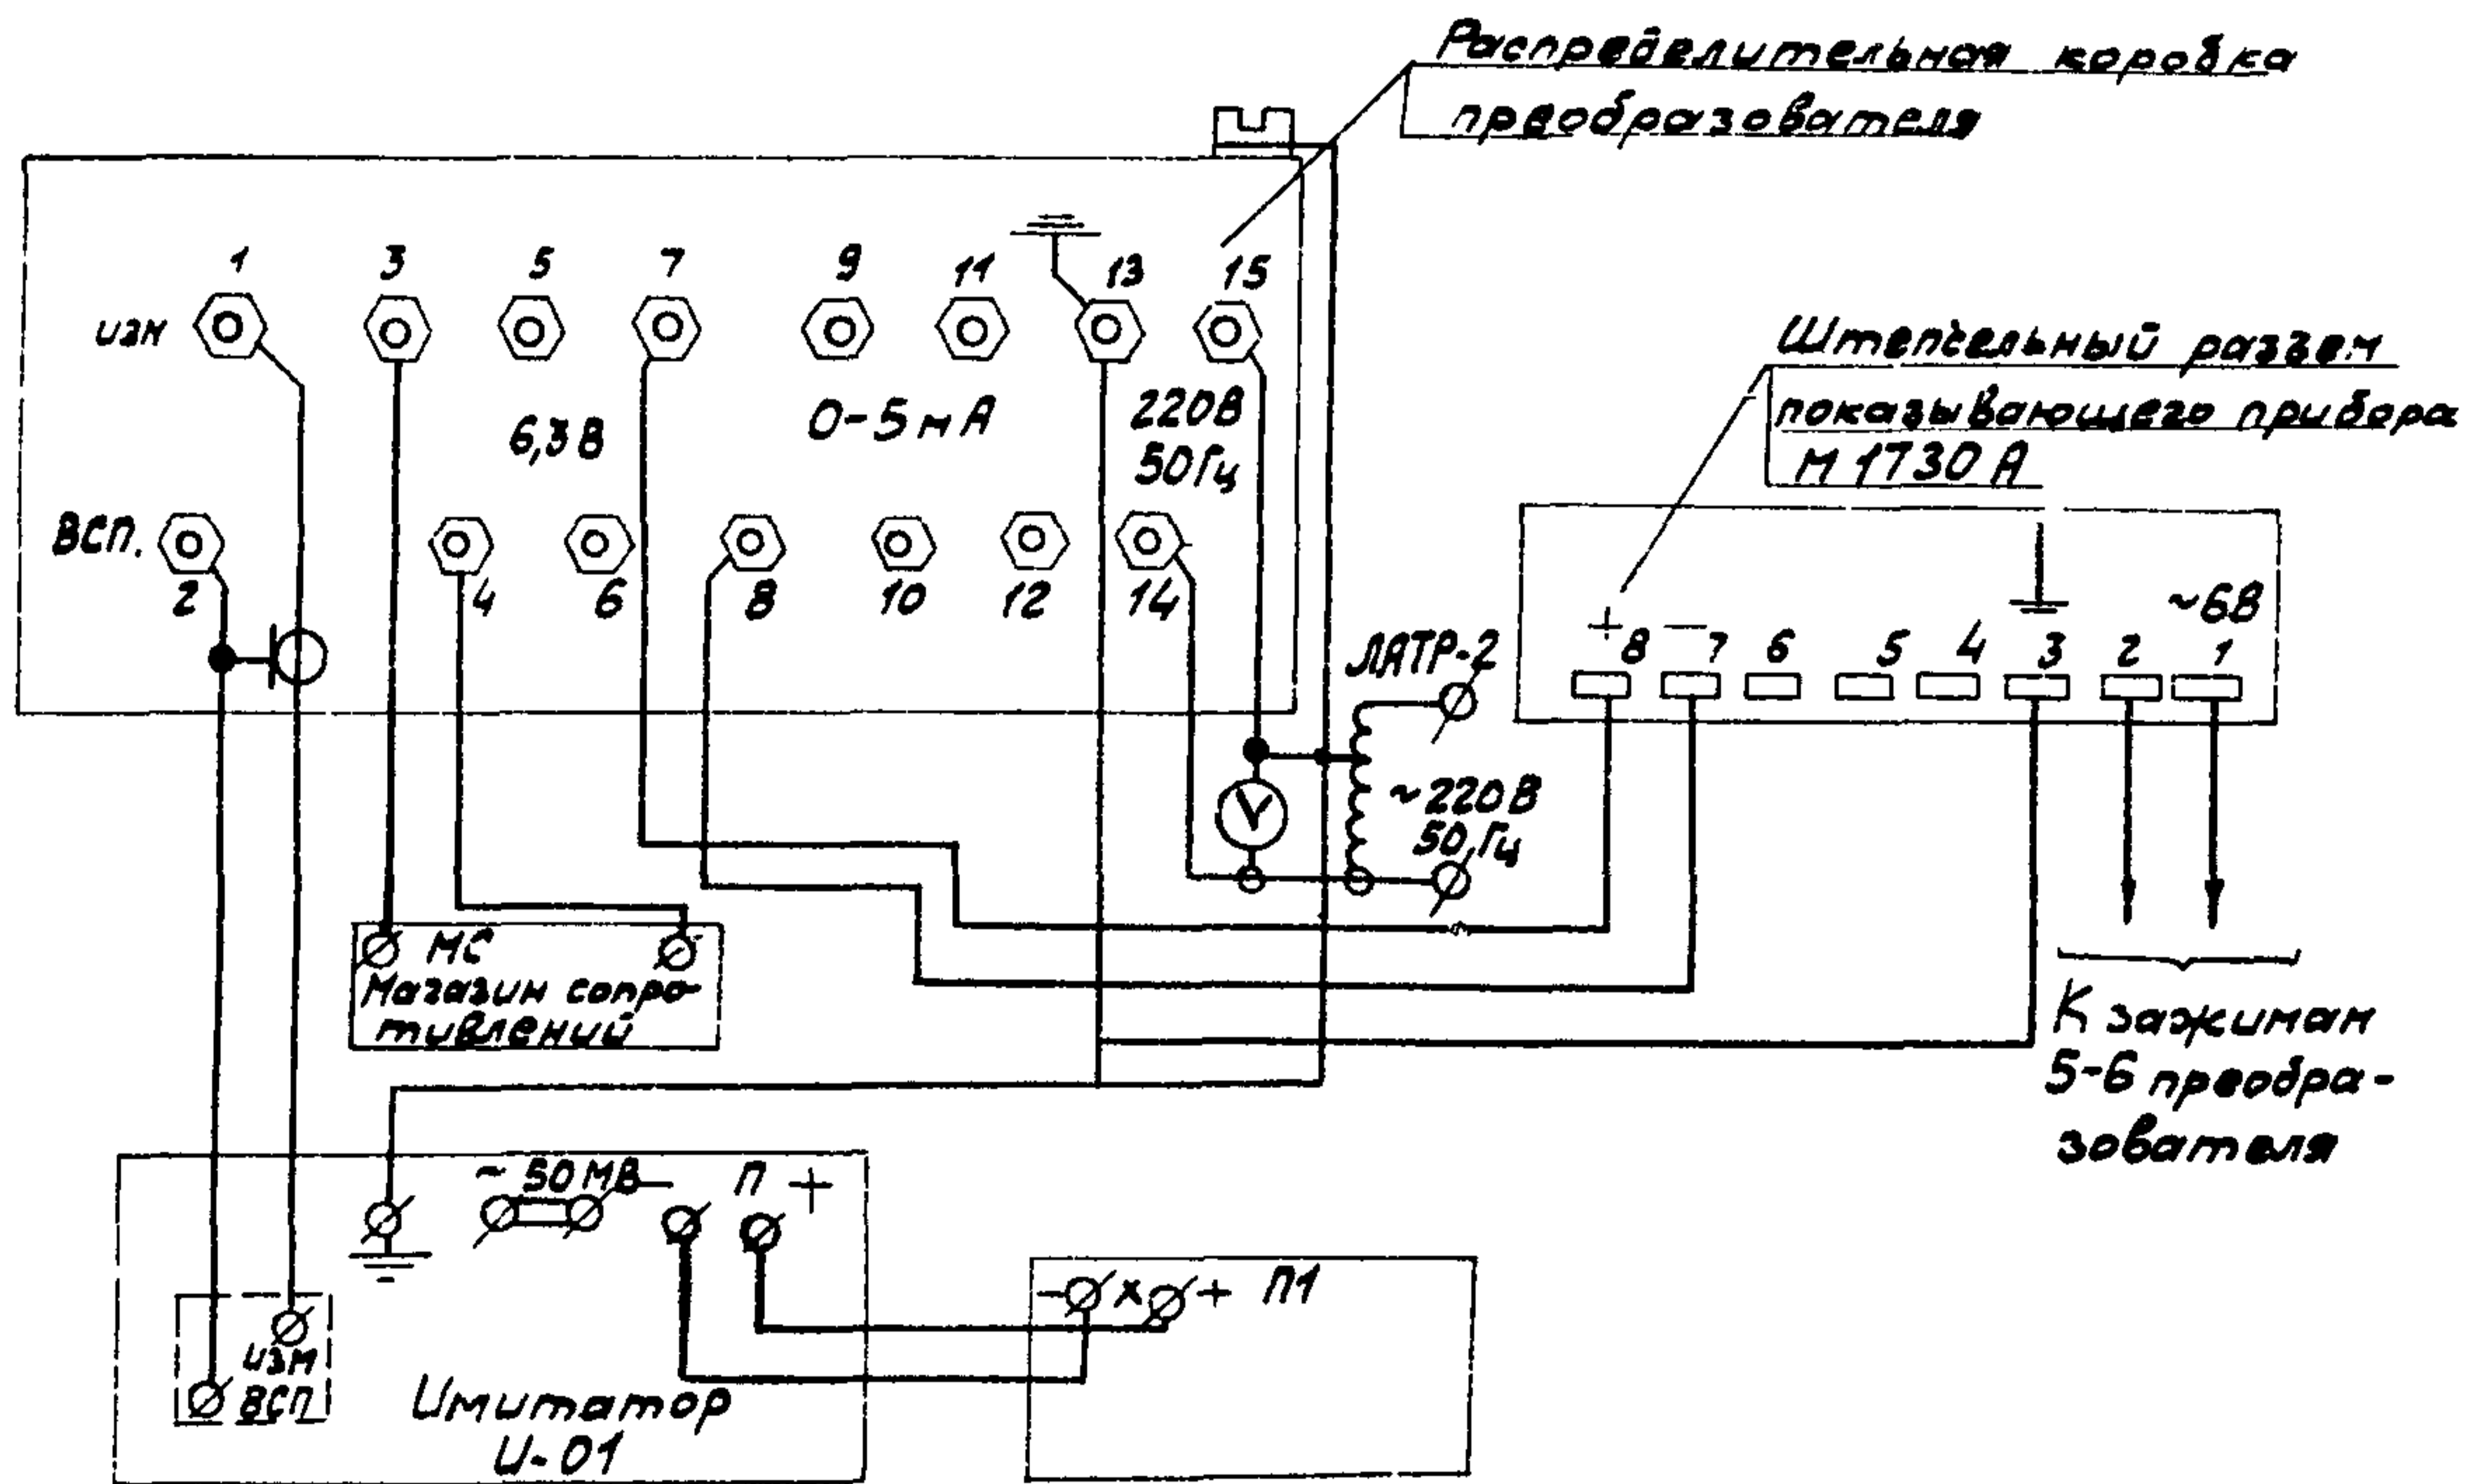 Распределительная коробка
преобразователя
1 3 5 7 9 11 13 15
изм
6,3В
0-5мА
220В
50Гц
Штепсельный разъем
показывающего прибора
М1730А
ВСП.
2 4 6 8 10 12 14
+ − ~6В
8 7 6 5 4 3 2 1
ЛАТР-2
V
~220В
50Гц
МС
Магазин сопро-
тивлений
К зажимам
5-6 преобра-
зователя
~50МВ − П +
− х + П1
изм
ВСП
Имитатор
И-01